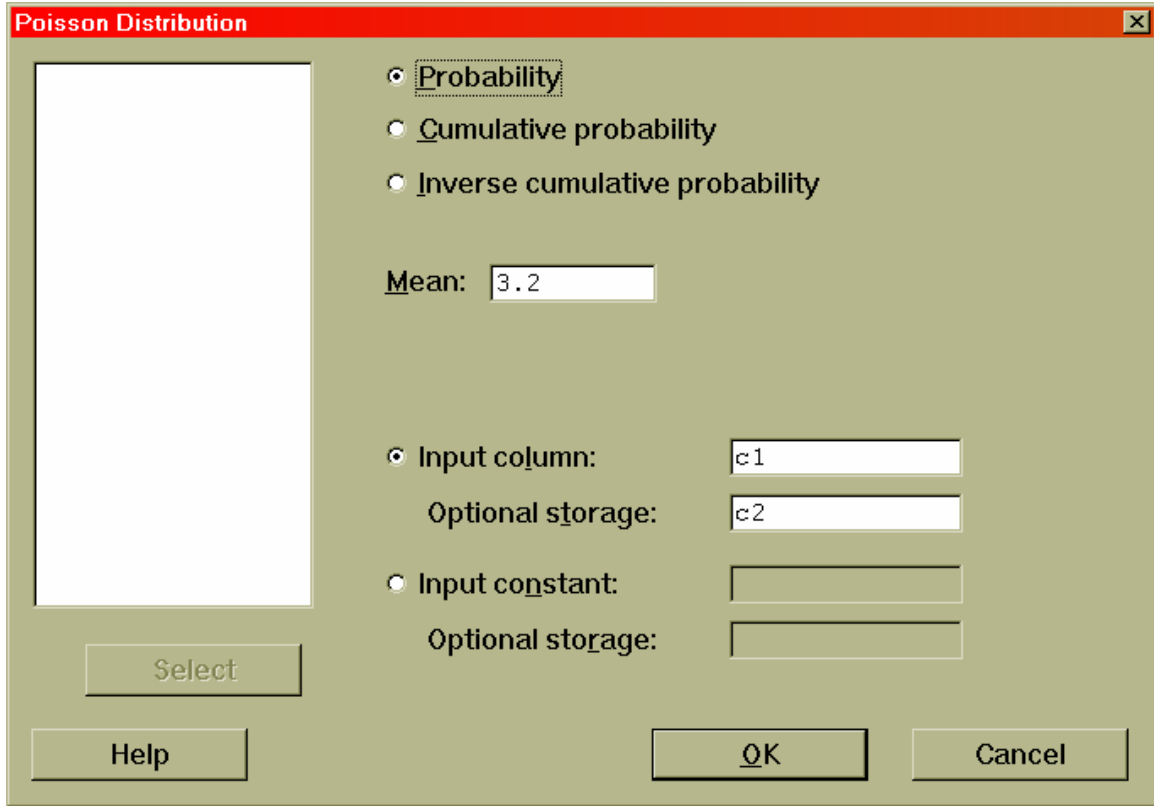 Poisson Distribution
Probability
Cumulative probability
Inverse cumulative probability
Mean: 3.2
Input column: c1
Optional storage: c2
Input constant:
Optional storage:
Select
Help
OK
Cancel